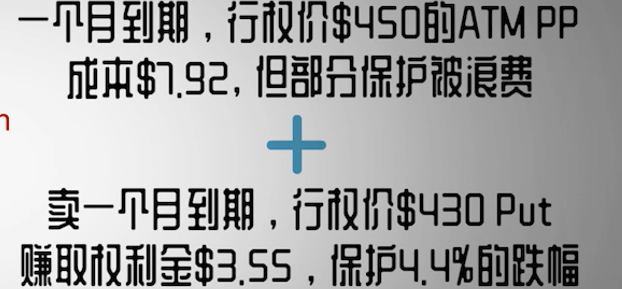 一个月到期，行权价$450的ATM PP
成本$7.92，但部分保护被浪费
n
+
卖一个月到期，行权价$430 Put
赚取权利金$3.55，保护4.4%的跌幅